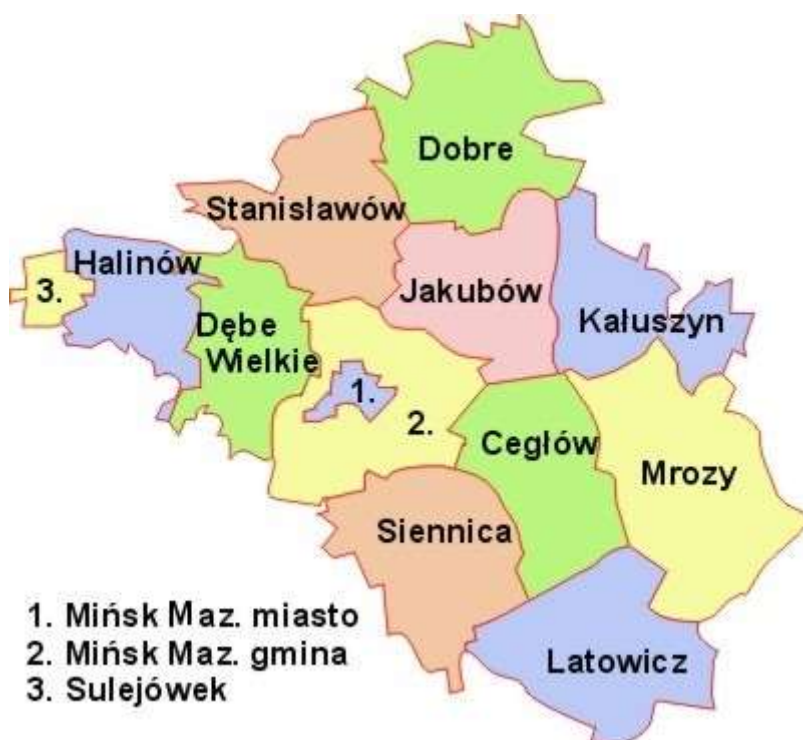 Dobre
Stanisławów
Halinów
3.
Jakubów
Kałuszyn
Dębe
Wielkie
1.
2.
Cegłów
Mrozy
Siennica
Latowicz
1. Mińsk Maz. miasto
2. Mińsk Maz. gmina
3. Sulejówek